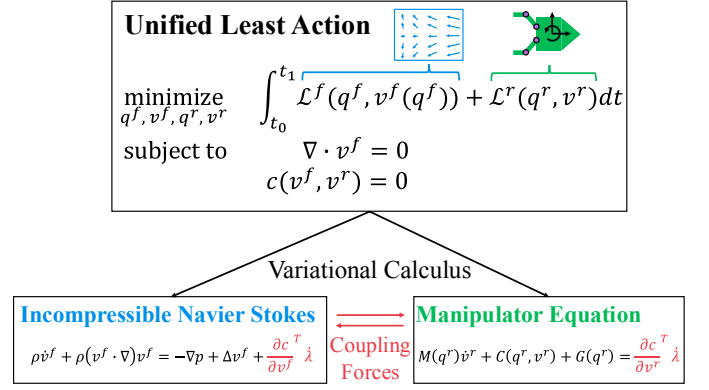 Unified Least Action
minimize ∫_{t_0}^{t_1} ℒ^f(q^f, v^f(q^f)) + ℒ^r(q^r, v^r)dt
q^f, v^f, q^r, v^r
subject to ∇ · v^f = 0
c(v^f, v^r) = 0
Variational Calculus
Incompressible Navier Stokes
ρv̇^f + ρ(v^f · ∇)v^f = −∇p + Δv^f + ∂c/∂v^f ^T λ̇
Coupling
Forces
Manipulator Equation
M(q^r)v̇^r + C(q^r, v^r) + G(q^r) = ∂c/∂v^r ^T λ̇